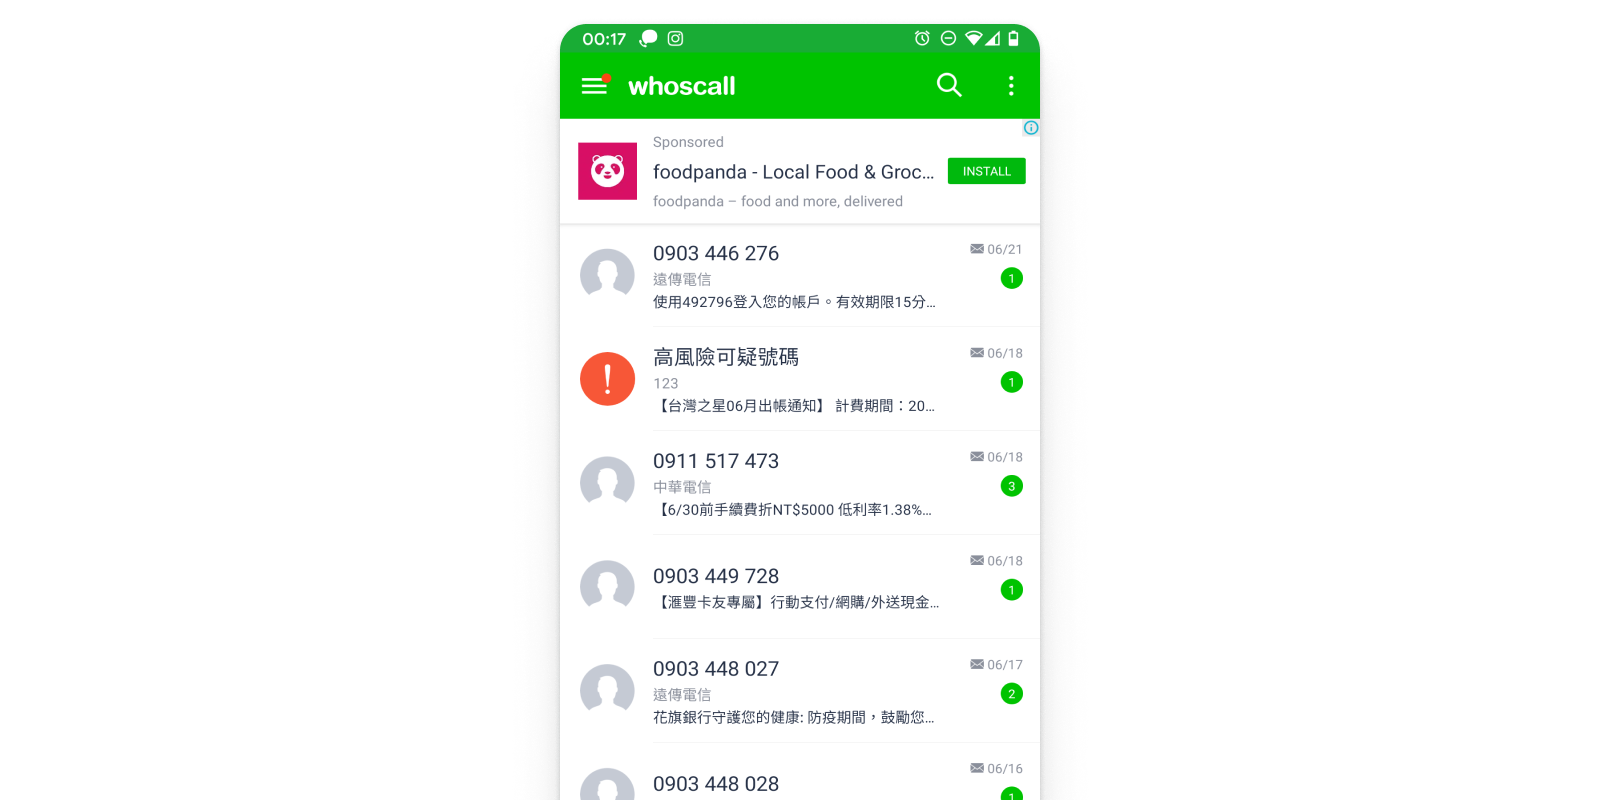 00:17
whoscall
Sponsored
foodpanda - Local Food & Groc...
INSTALL
foodpanda – food and more, delivered
0903 446 276
06/21
遠傳電信
1
使用492796登入您的帳戶。有效期限15分...
高風險可疑號碼
06/18
123
1
【台灣之星06月出帳通知】 計費期間：20...
0911 517 473
06/18
中華電信
3
【6/30前手續費折NT$5000 低利率1.38%...
06/18
0903 449 728
1
【滙豐卡友專屬】行動支付/網購/外送現金...
0903 448 027
06/17
遠傳電信
2
花旗銀行守護您的健康: 防疫期間，鼓勵您...
06/16
0903 448 028
1